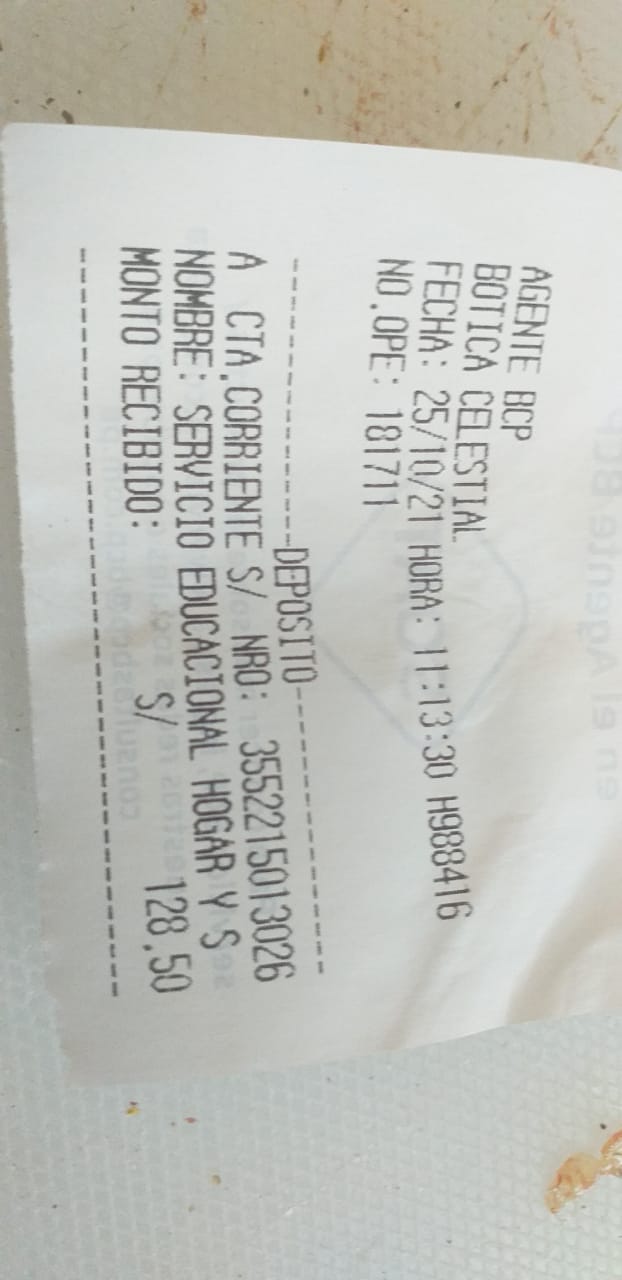 AGENTE BCP
BOTICA CELESTIAL
FECHA: 25/10/21 HORA: 11:13:30 H988416
NO.OPE: 181711
----------------DEPOSITO----------------
A CTA.CORRIENTE S/ NRO: 3552215013026
NOMBRE: SERVICIO EDUCACIONAL HOGAR Y S
MONTO RECIBIDO: S/ 128.50
----------------------------------------